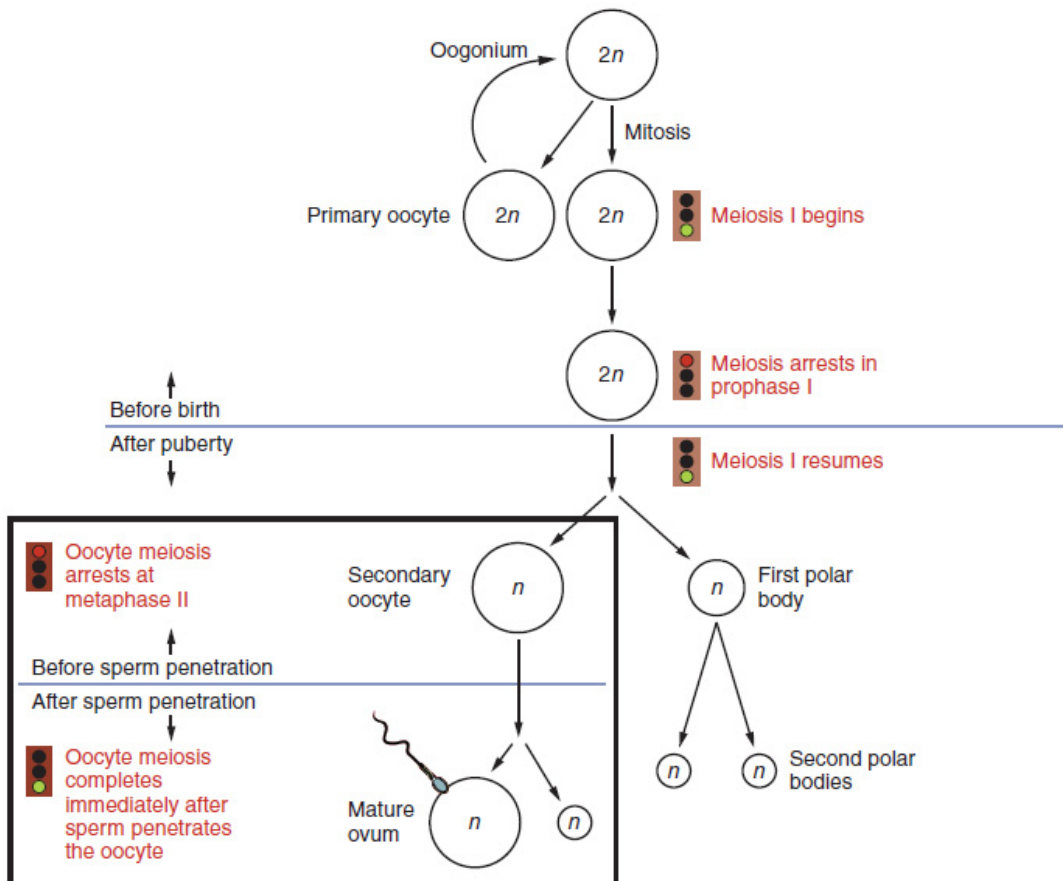 Oogonium
2n
Mitosis
Primary oocyte
2n
2n
Meiosis I begins
2n
Meiosis arrests in
prophase I
Before birth
After puberty
Meiosis I resumes
Oocyte meiosis
arrests at
metaphase II
Secondary
oocyte
n
n
First polar
body
Before sperm penetration
After sperm penetration
Oocyte meiosis
completes
immediately after
sperm penetrates
the oocyte
Mature
ovum
n
n
n
n
Second polar
bodies